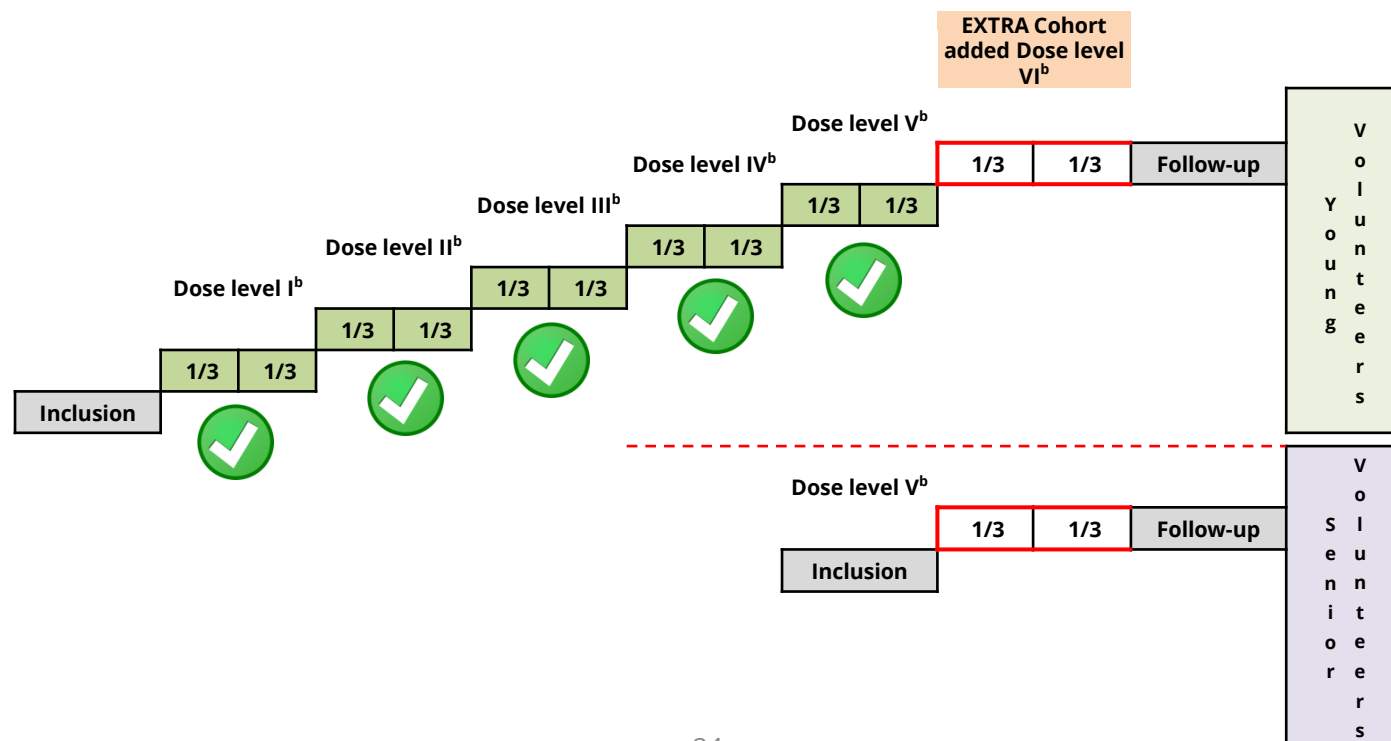 EXTRA Cohort
added Dose level
VIᵇ
Dose level Vᵇ
1/3 1/3 Follow-up
Dose level IVᵇ
1/3 1/3
Dose level IIIᵇ
1/3 1/3
Dose level IIᵇ
1/3 1/3
Dose level Iᵇ
1/3 1/3
1/3 1/3
Inclusion
Young
Volunteers
Dose level Vᵇ
1/3 1/3 Follow-up
Inclusion
Senior
Volunteers